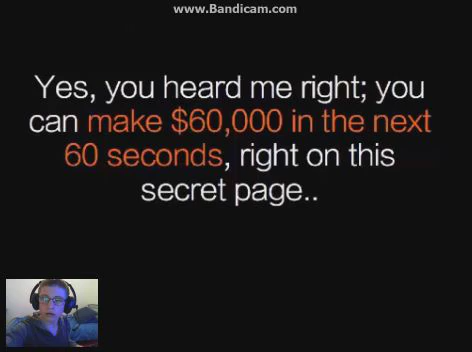 www.Bandicam.com
Yes, you heard me right; you
can make $60,000 in the next
60 seconds, right on this
secret page..